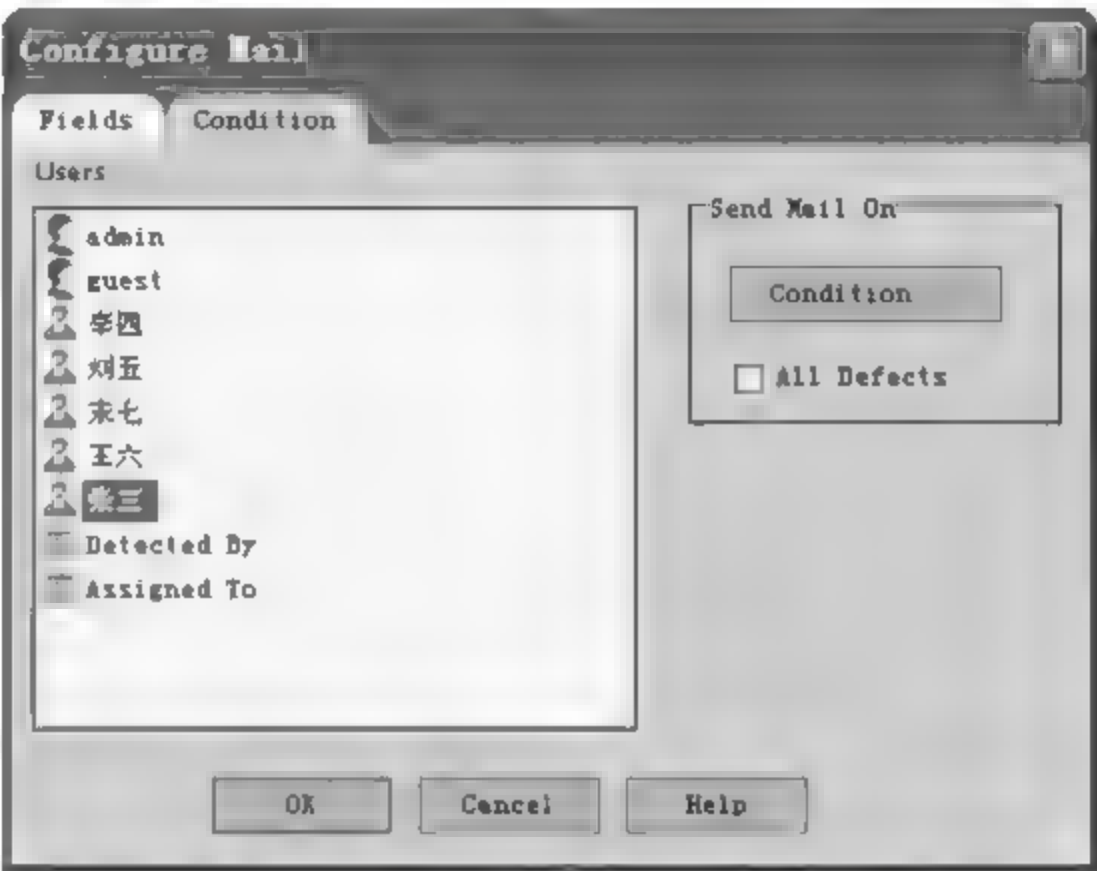 Configure Mail
Fields Condition
Users
admin
guest
李四
刘五
末七
王六
张三
Detected By
Assigned To
Send Mail On
Condition
All Defects
OK Cancel Help